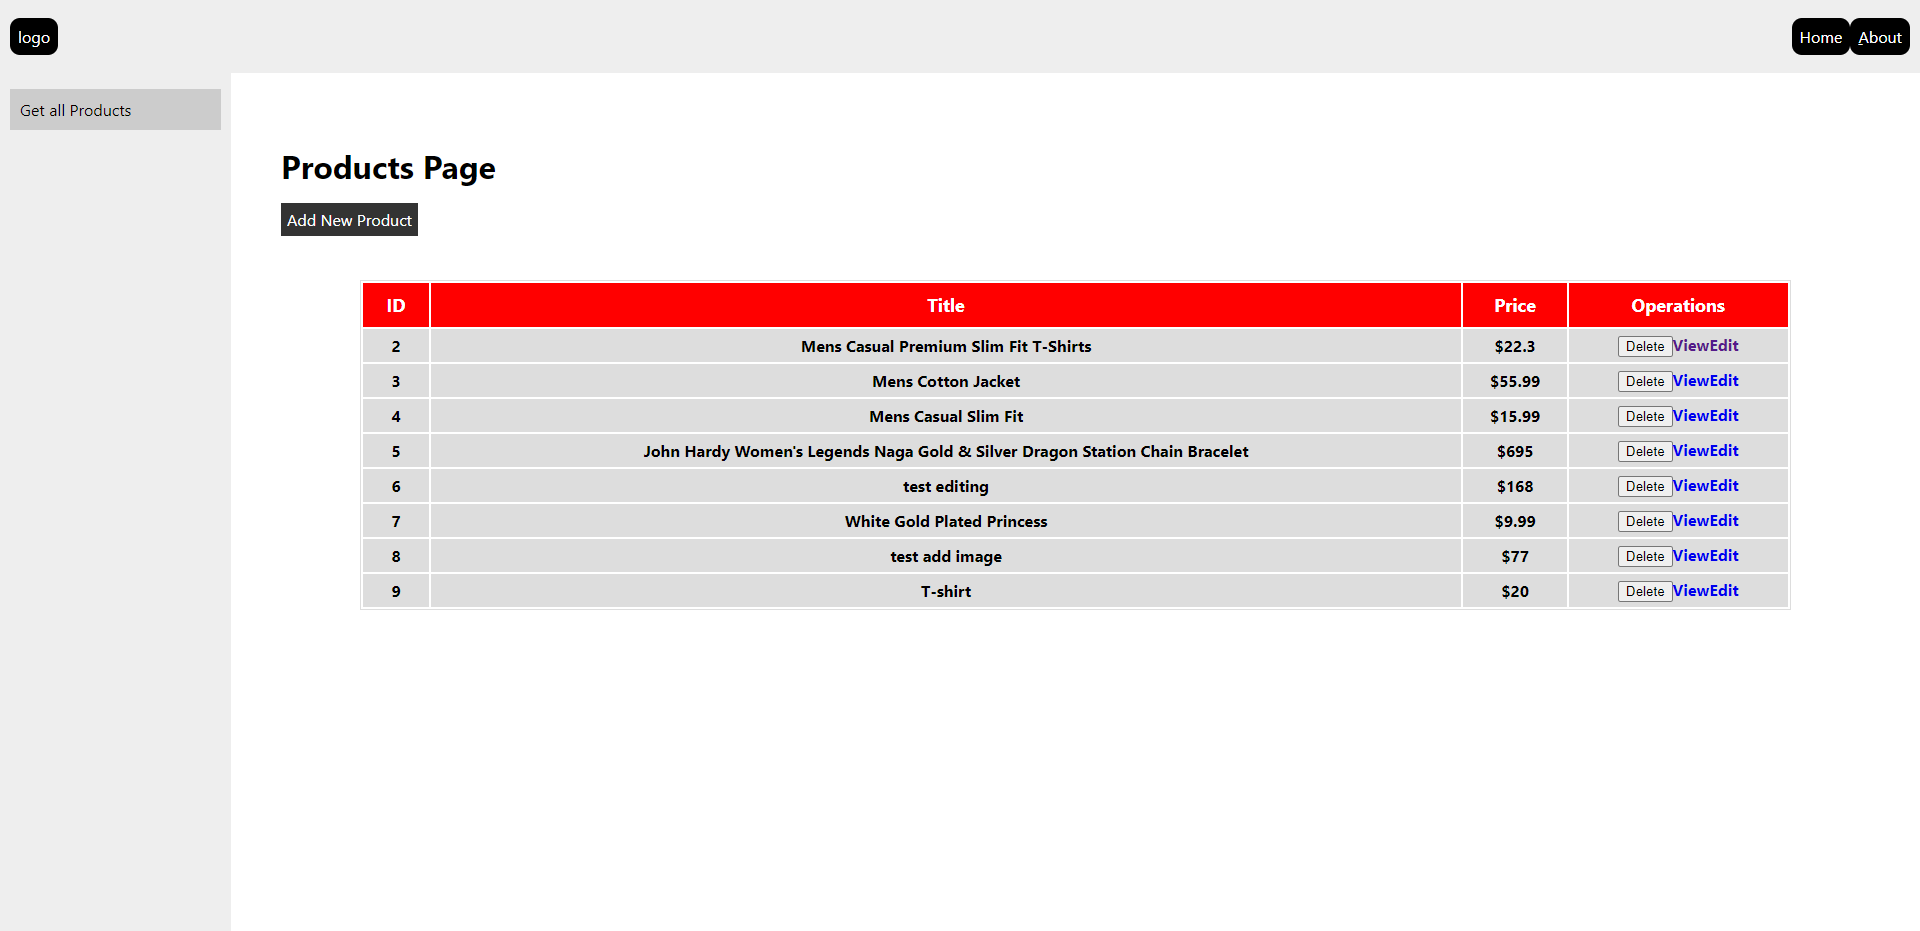 logo
Home About
Get all Products
Products Page
Add New Product
ID Title Price Operations
2 Mens Casual Premium Slim Fit T-Shirts $22.3 Delete ViewEdit
3 Mens Cotton Jacket $55.99 Delete ViewEdit
4 Mens Casual Slim Fit $15.99 Delete ViewEdit
5 John Hardy Women's Legends Naga Gold & Silver Dragon Station Chain Bracelet $695 Delete ViewEdit
6 test editing $168 Delete ViewEdit
7 White Gold Plated Princess $9.99 Delete ViewEdit
8 test add image $77 Delete ViewEdit
9 T-shirt $20 Delete ViewEdit